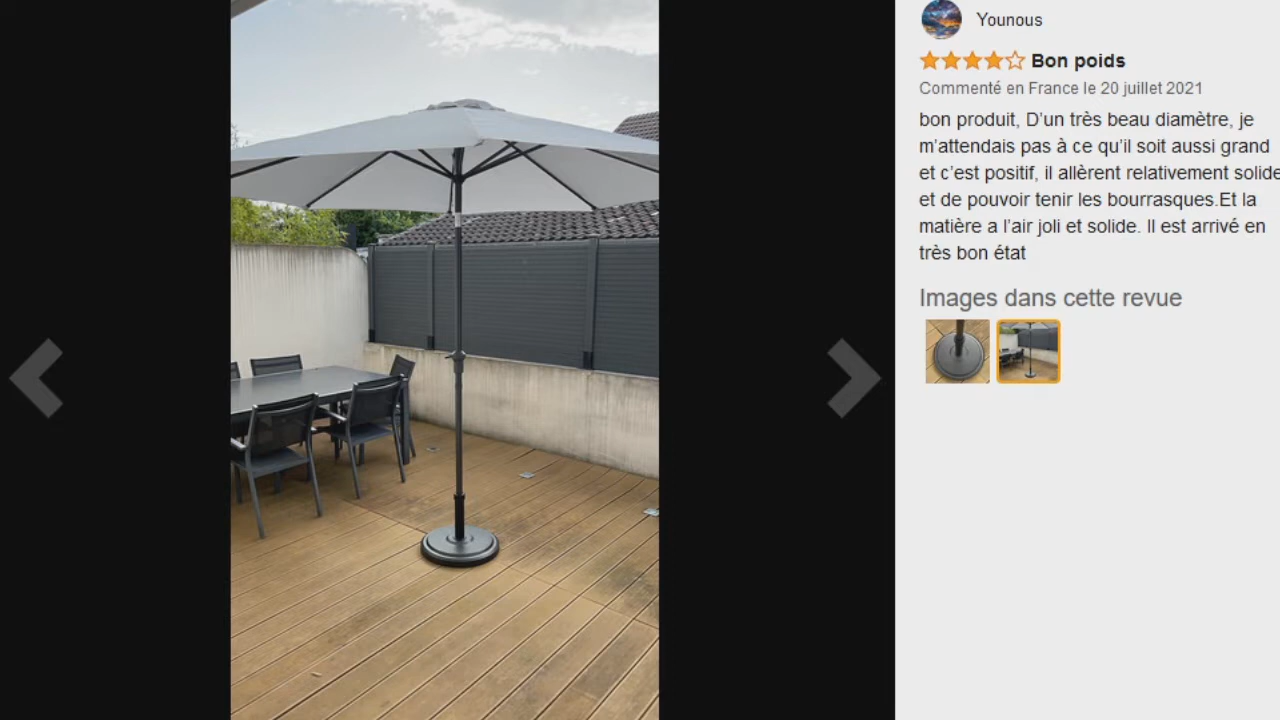 Younous
Bon poids
Commenté en France le 20 juillet 2021
bon produit, D’un très beau diamètre, je
m’attendais pas à ce qu’il soit aussi grand
et c’est positif, il allèrent relativement solide
et de pouvoir tenir les bourrasques.Et la
matière a l’air joli et solide. Il est arrivé en
très bon état
Images dans cette revue